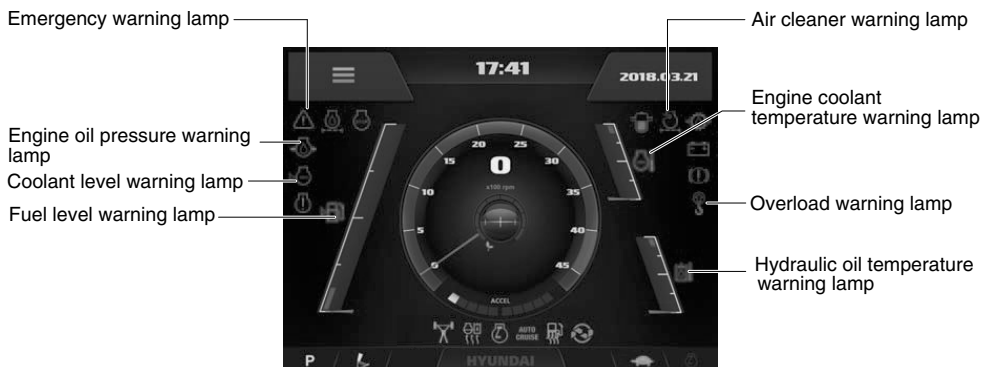 Emergency warning lamp
Engine oil pressure warning
lamp
Coolant level warning lamp
Fuel level warning lamp
17:41
2018.03.21
20
25
15
30
10
35
5
40
0
45
0
x100 rpm
ACCEL
AUTO
CRUISE
P
HYUNDAI
Air cleaner warning lamp
Engine coolant
temperature warning lamp
Overload warning lamp
Hydraulic oil temperature
warning lamp